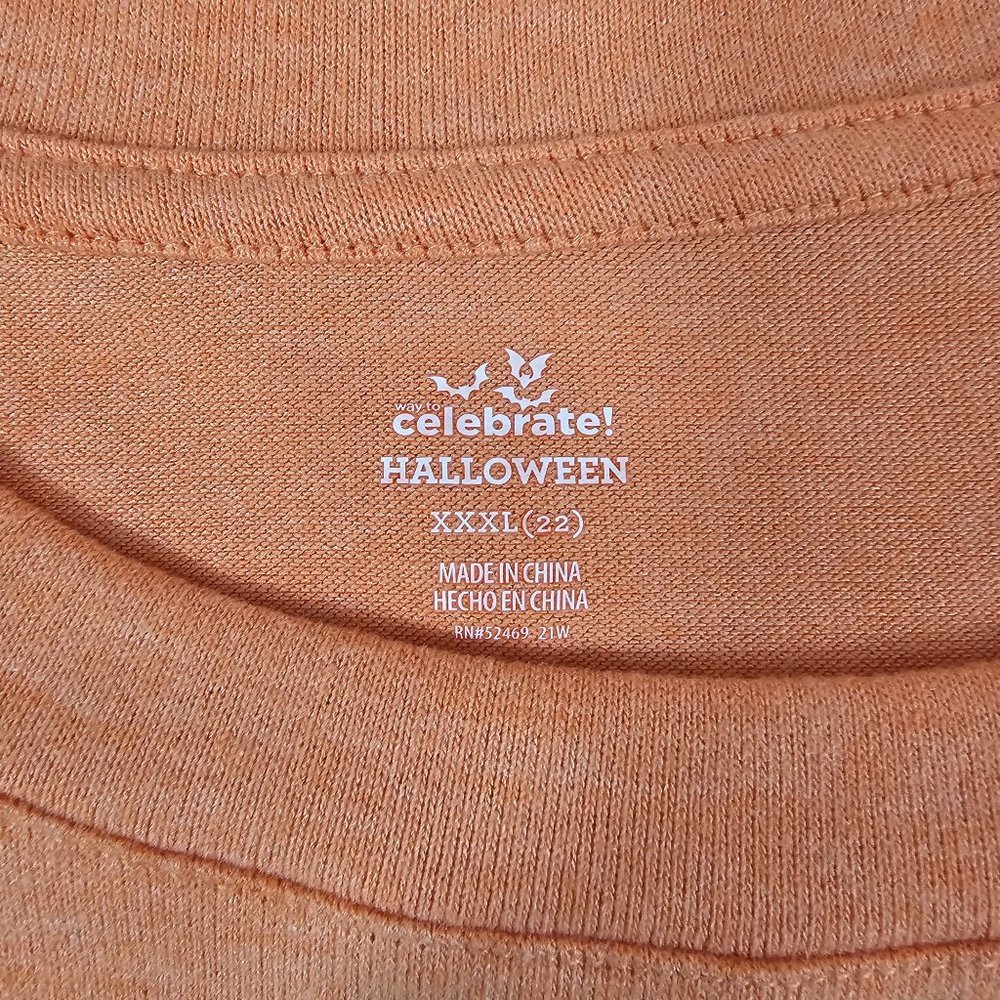 way to
celebrate!
HALLOWEEN
XXXL(22)
MADE IN CHINA
HECHO EN CHINA
RN#52469 21W